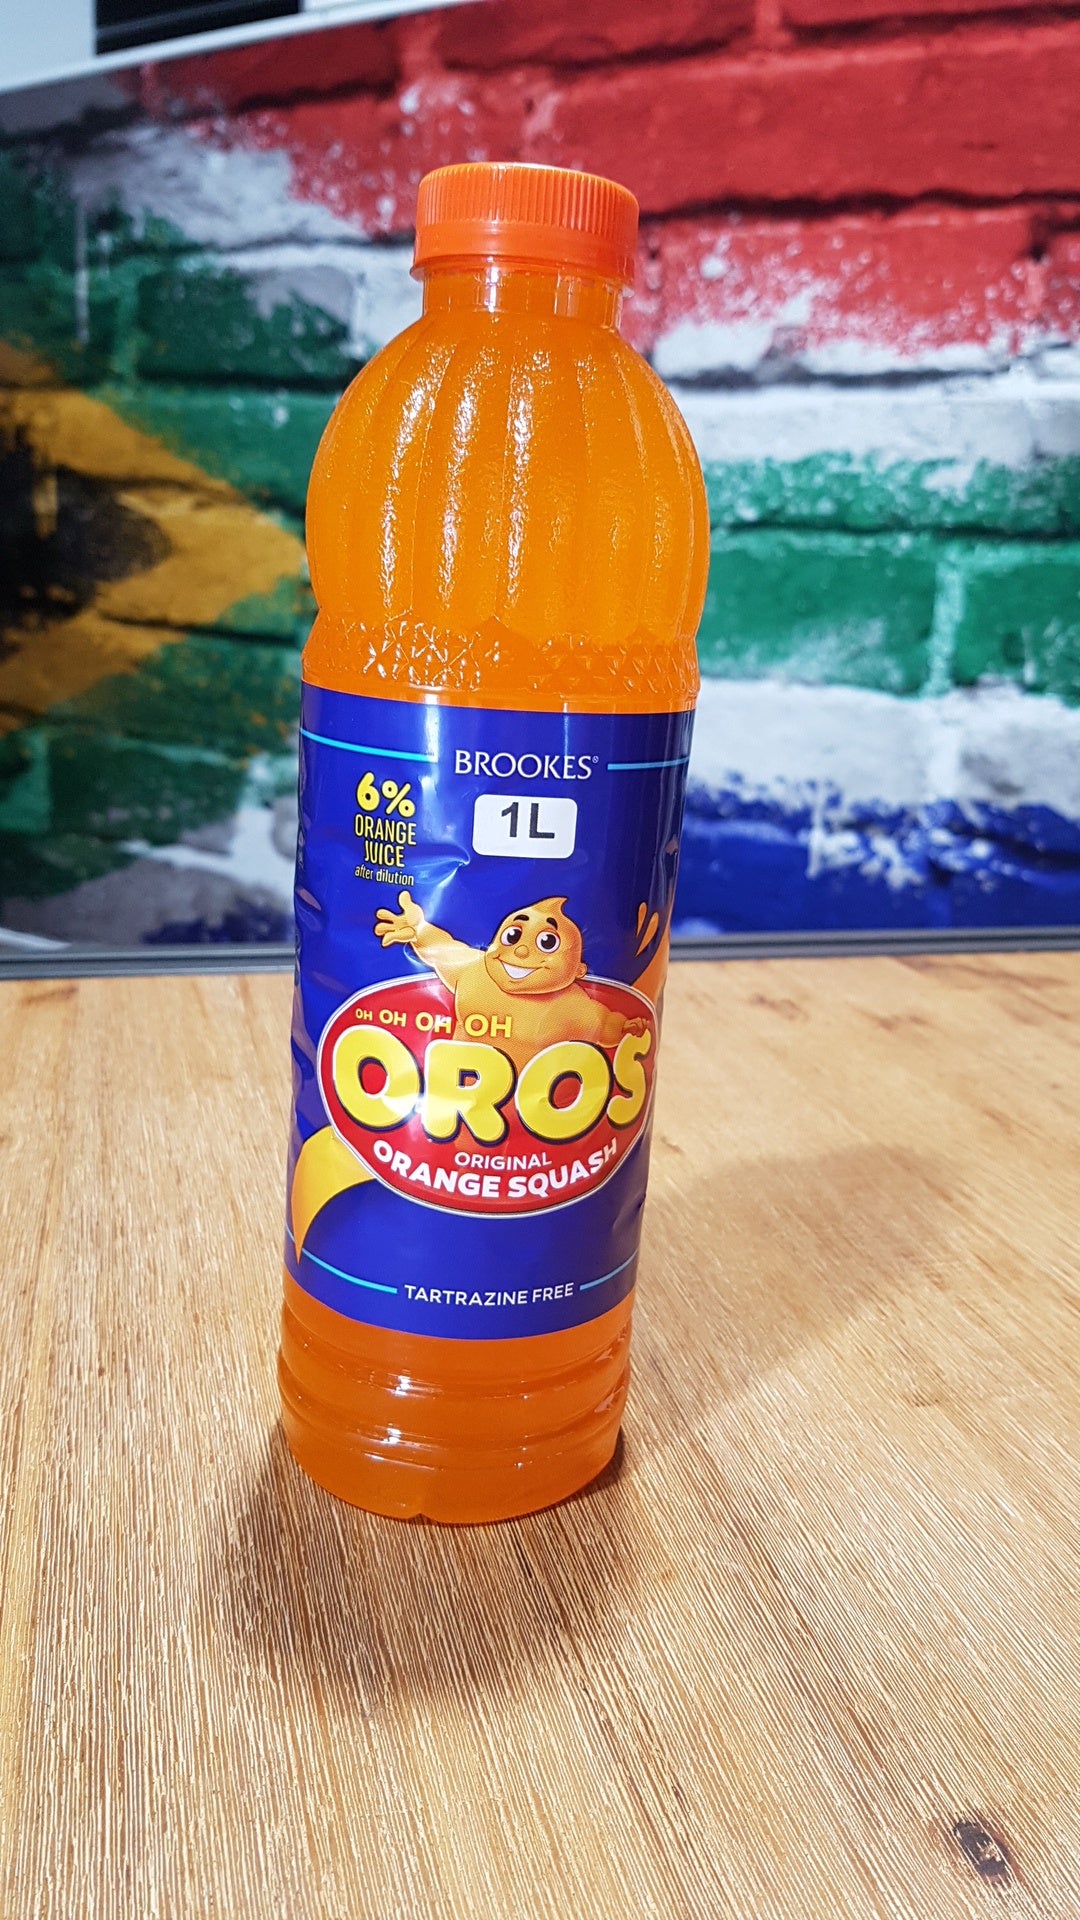 BROOKES®
1L
6%
ORANGE
JUICE
after dilution
OH OH OH OH
OROS
ORIGINAL
ORANGE SQUASH
TARTRAZINE FREE